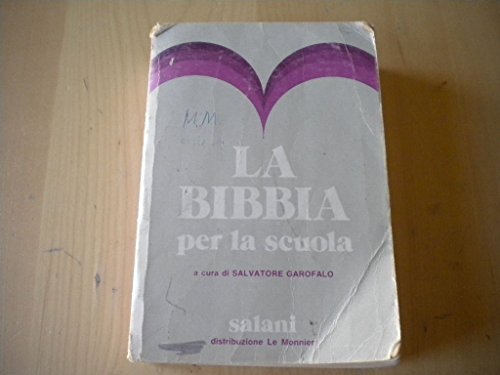 M.M.
LA
BIBBIA
per la scuola
a cura di SALVATORE GAROFALO
salani
distribuzione Le Monnier